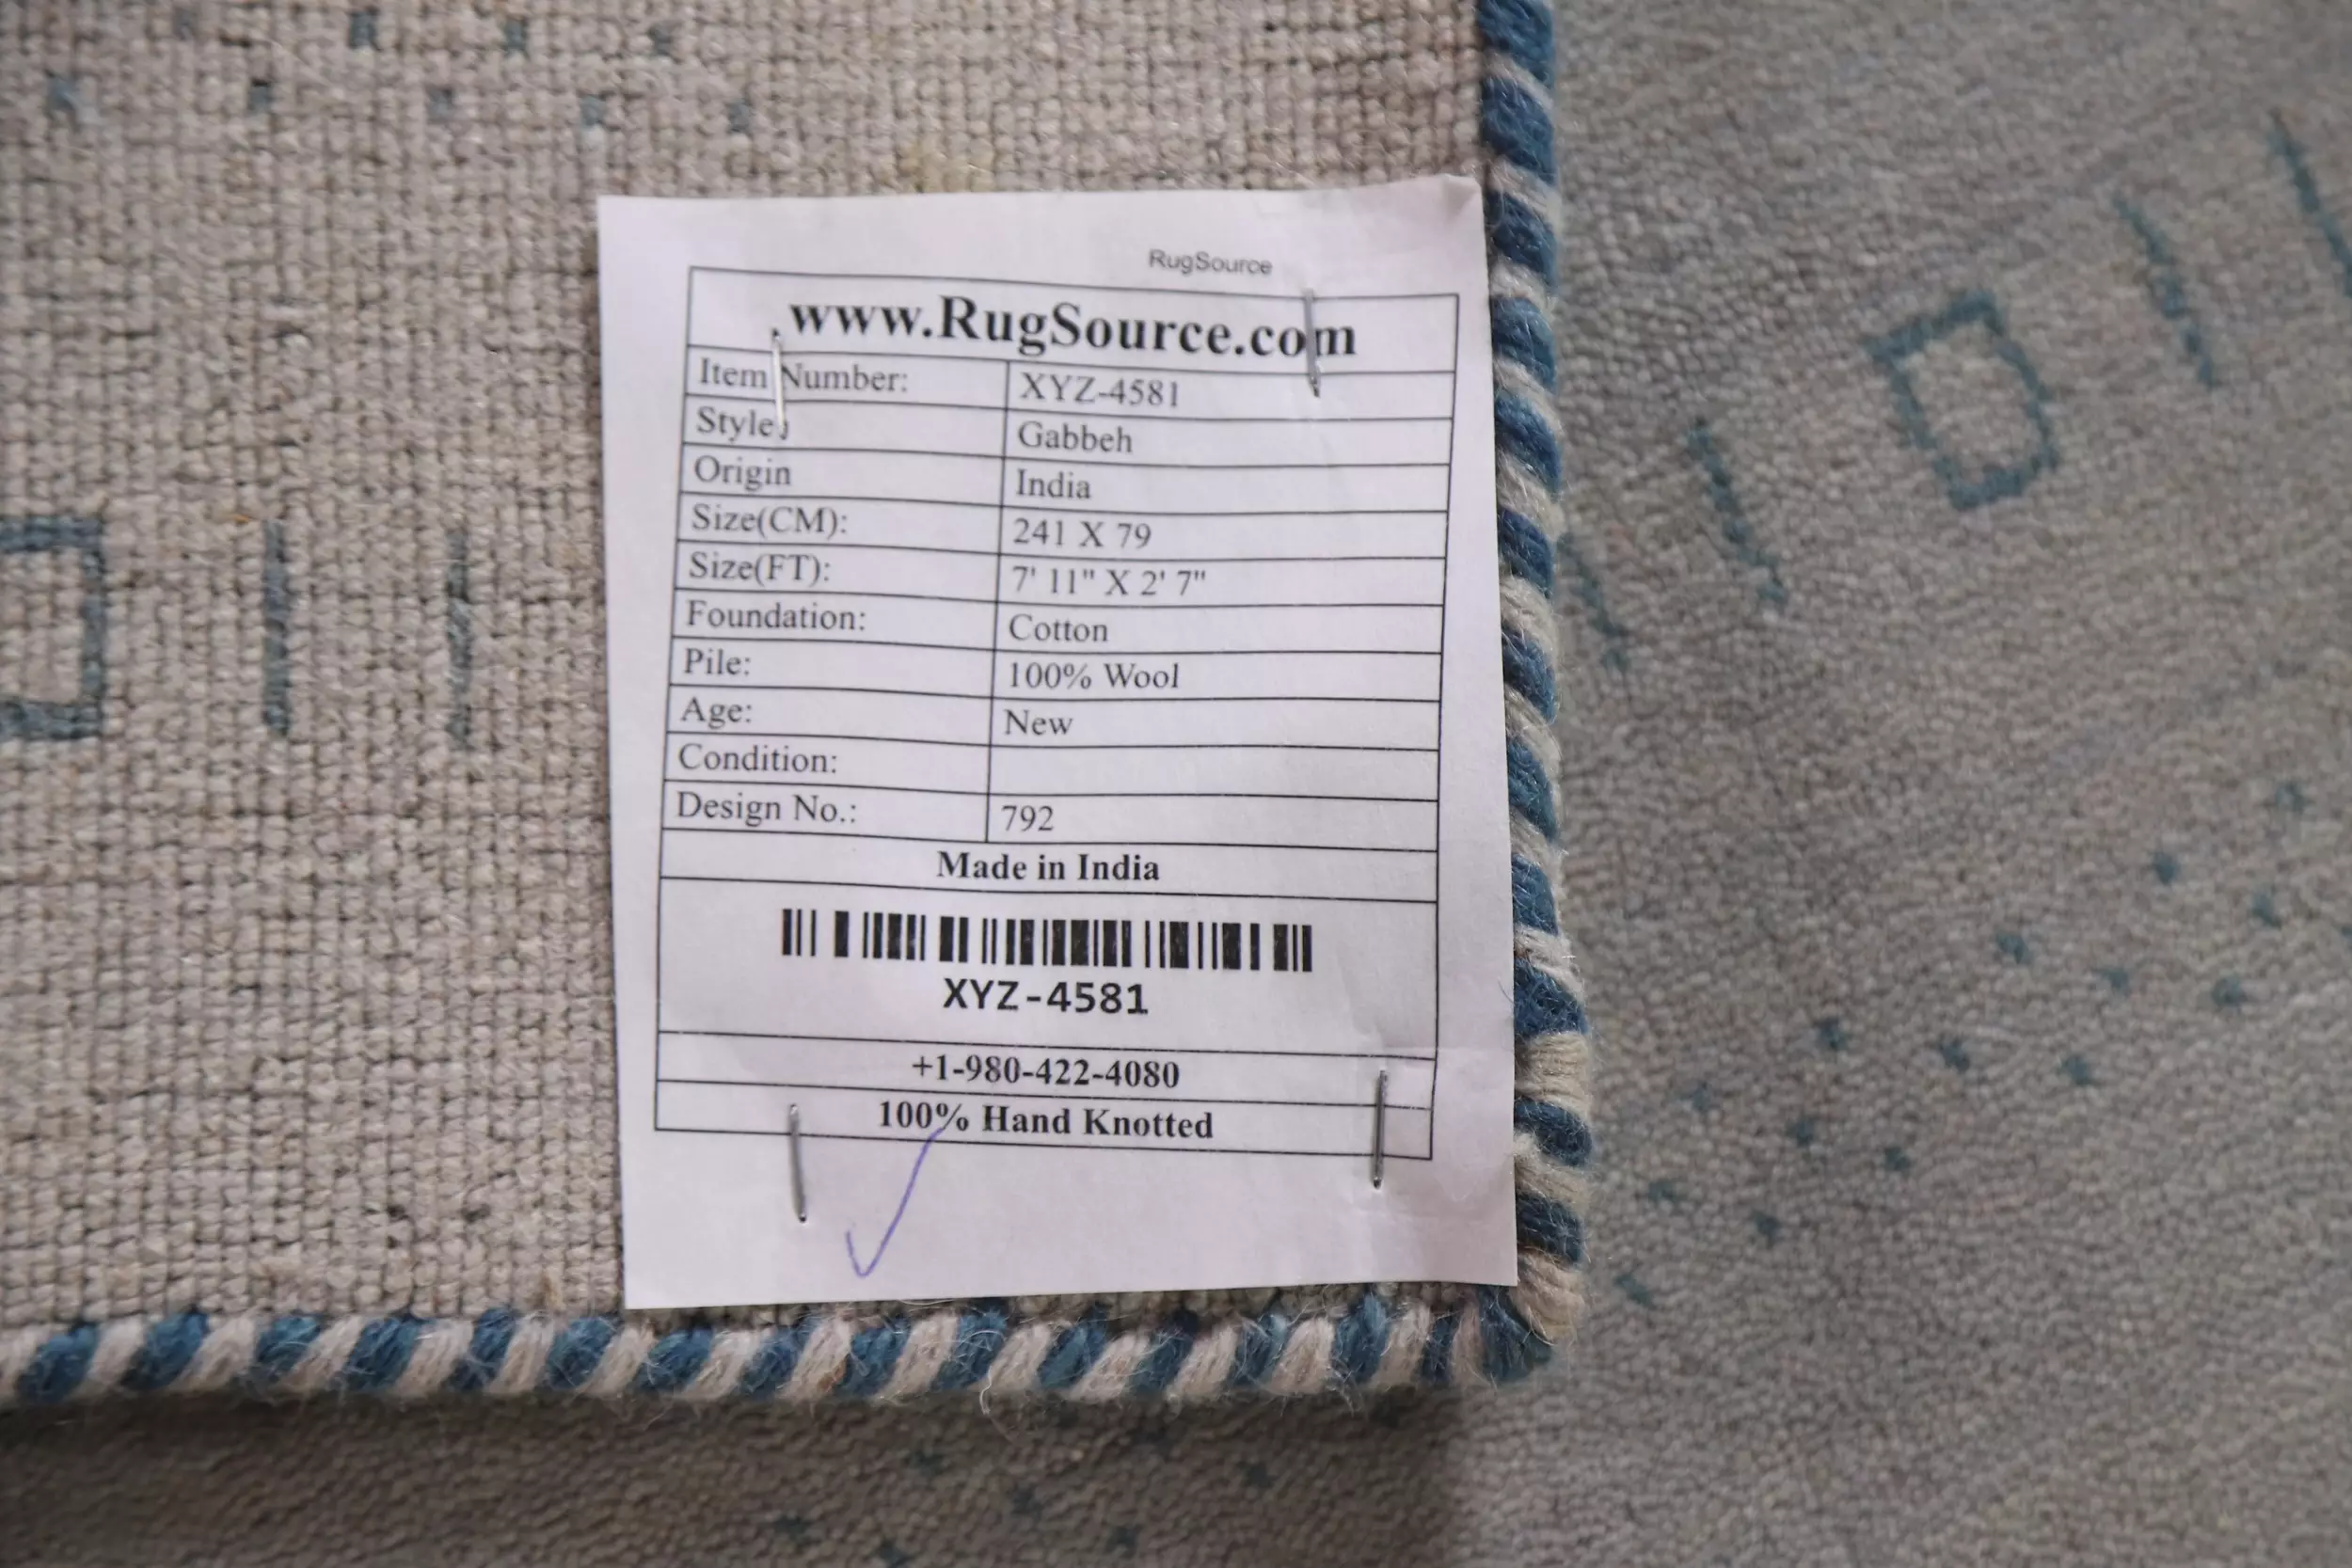 RugSource
www.RugSource.com
Item Number: XYZ-4581
Style: Gabbeh
Origin India
Size(CM): 241 X 79
Size(FT): 7' 11" X 2' 7"
Foundation: Cotton
Pile: 100% Wool
Age: New
Condition:
Design No.: 792
Made in India
XYZ-4581
+1-980-422-4080
100% Hand Knotted